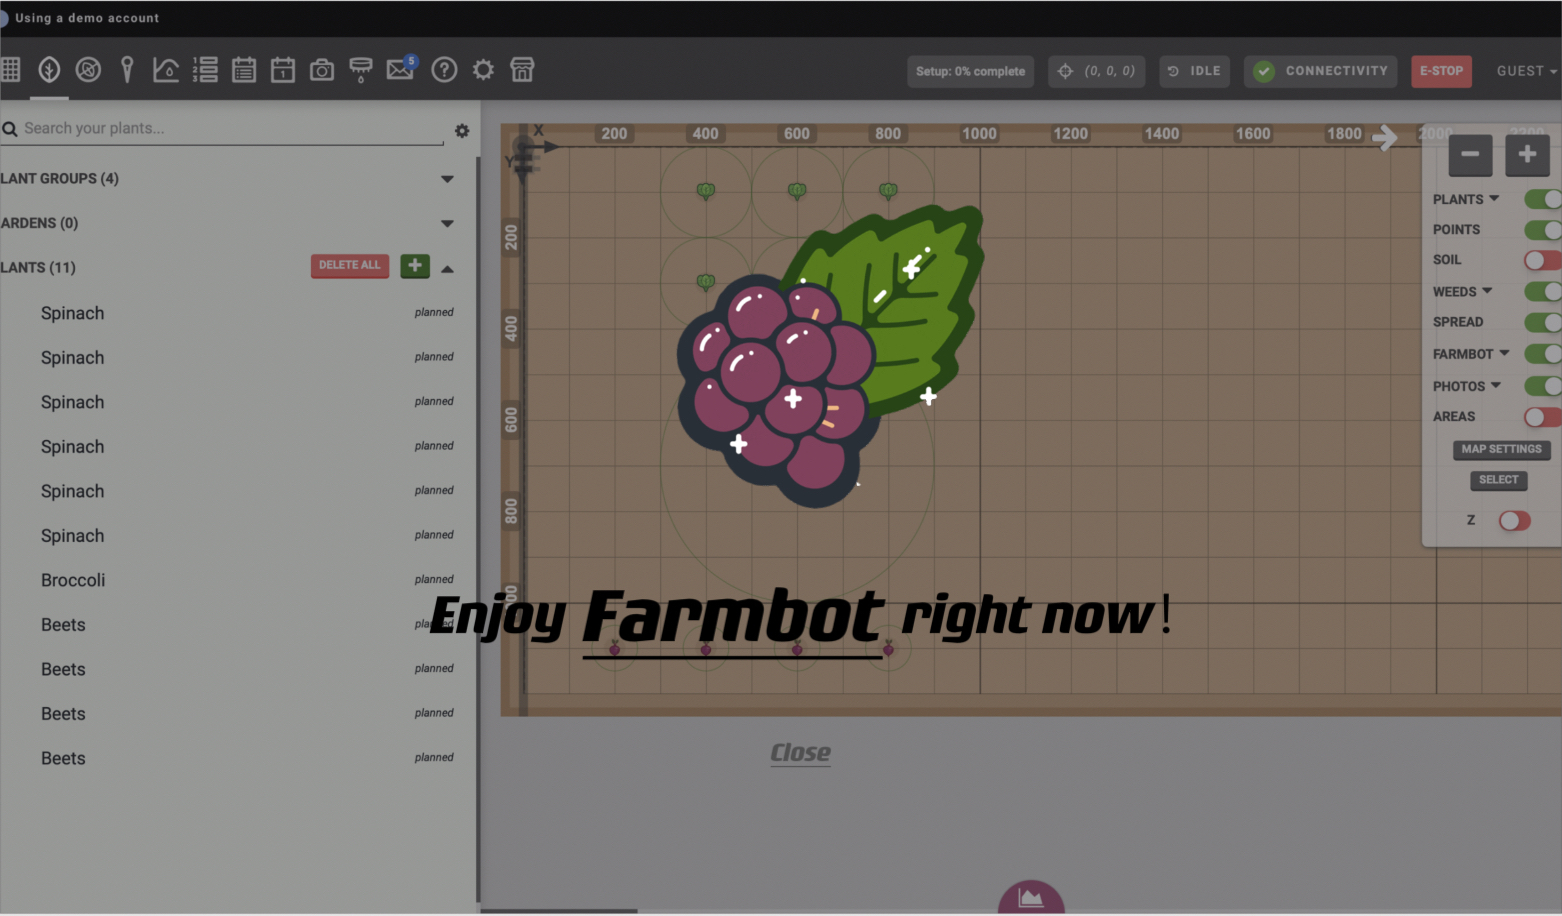 Using a demo account
5
Setup: 0% complete
(0, 0, 0)
IDLE
CONNECTIVITY
E-STOP
GUEST
Search your plants...
LANT GROUPS (4)
ARDENS (0)
LANTS (11)
DELETE ALL
+
Spinach planned
Spinach planned
Spinach planned
Spinach planned
Spinach planned
Spinach planned
Broccoli planned
Beets planned
Beets planned
Beets planned
Beets planned
X
200 400 600 800 1000 1200 1400 1600 1800 2000 2200
Y
200
400
600
800
PLANTS
POINTS
SOIL
WEEDS
SPREAD
FARMBOT
PHOTOS
AREAS
MAP SETTINGS
SELECT
Z
Enjoy Farmbot right now!
Close